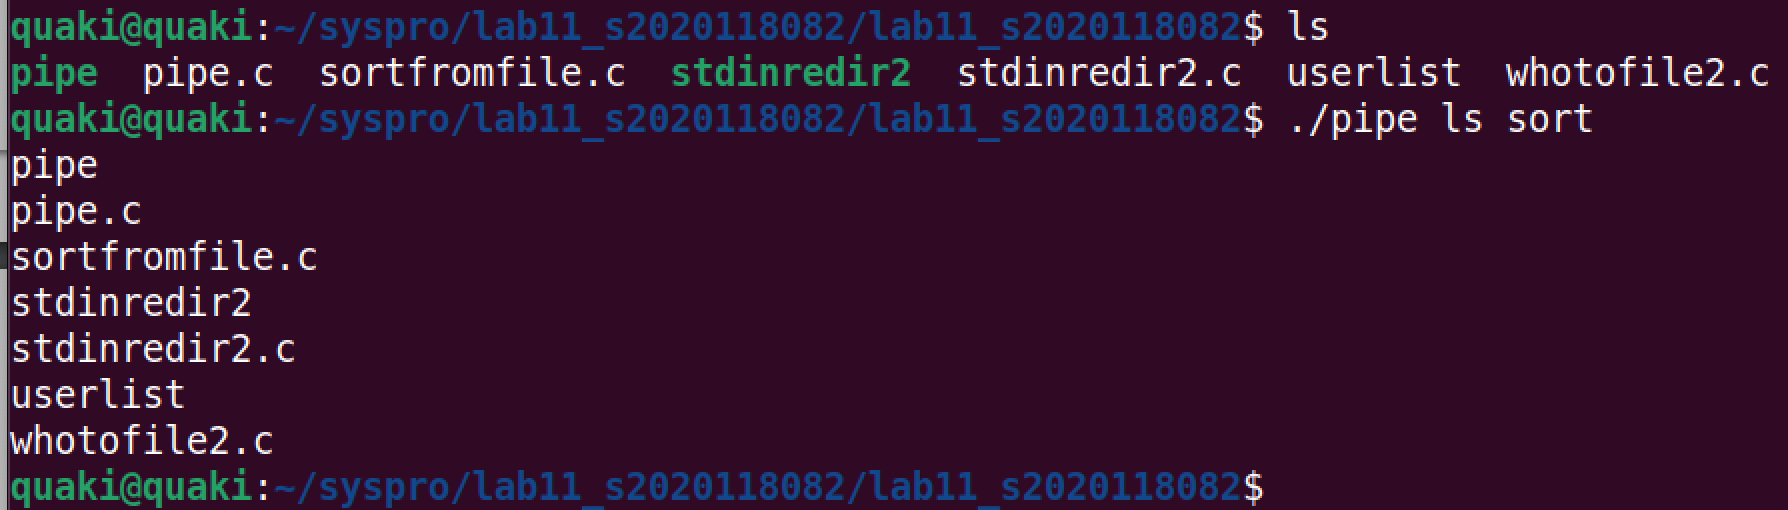 quaki@quaki:~/syspro/lab11_s2020118082/lab11_s2020118082$ ls
pipe  pipe.c  sortfromfile.c  stdinredir2  stdinredir2.c  userlist  whotofile2.c
quaki@quaki:~/syspro/lab11_s2020118082/lab11_s2020118082$ ./pipe ls sort
pipe
pipe.c
sortfromfile.c
stdinredir2
stdinredir2.c
userlist
whotofile2.c
quaki@quaki:~/syspro/lab11_s2020118082/lab11_s2020118082$